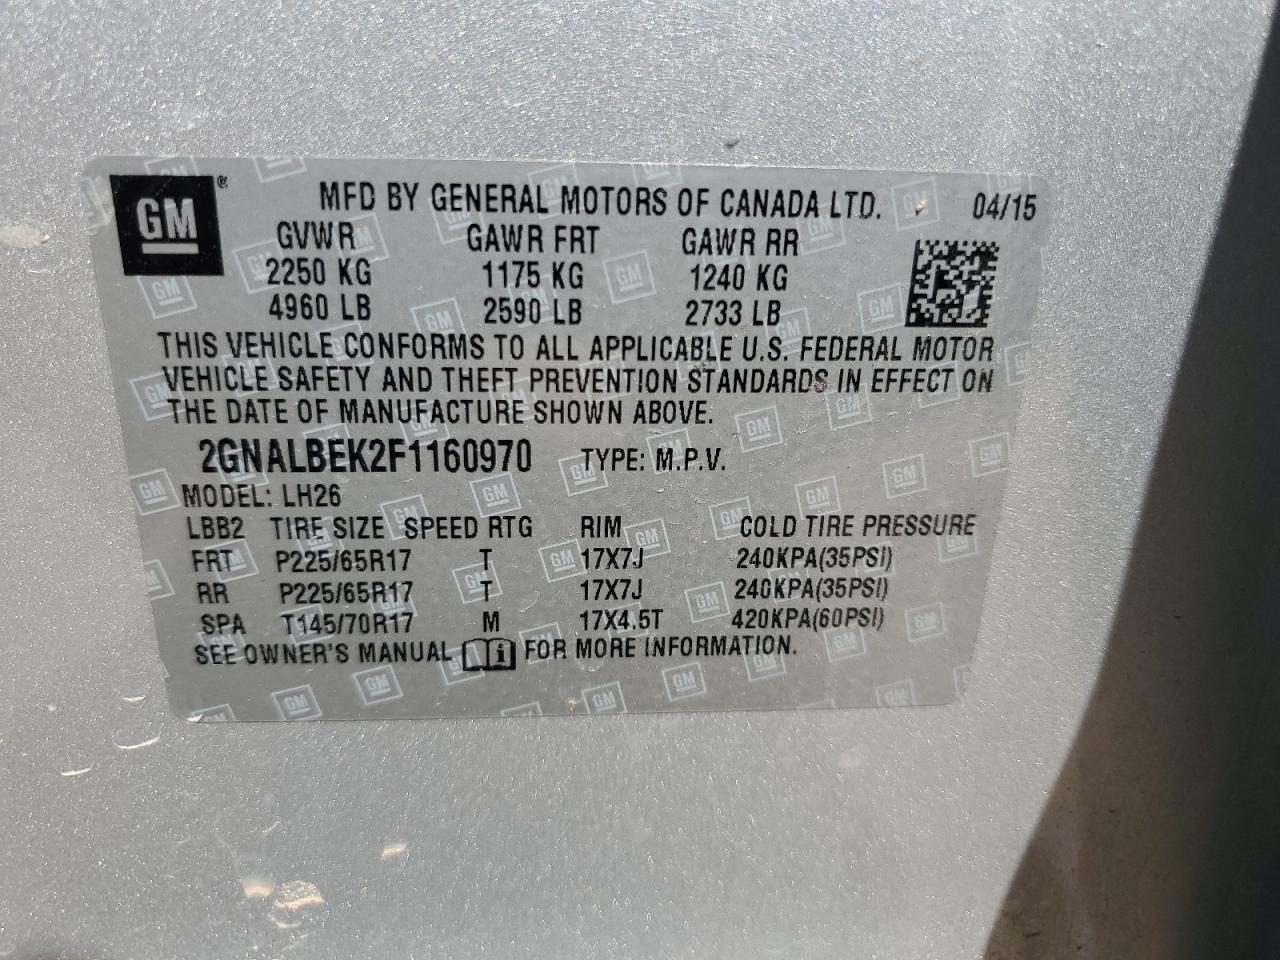 GM®
MFD BY GENERAL MOTORS OF CANADA LTD. 04/15
GVWR GAWR FRT GAWR RR
2250 KG 1175 KG 1240 KG
4960 LB 2590 LB 2733 LB
THIS VEHICLE CONFORMS TO ALL APPLICABLE U.S. FEDERAL MOTOR
VEHICLE SAFETY AND THEFT PREVENTION STANDARDS IN EFFECT ON
THE DATE OF MANUFACTURE SHOWN ABOVE.
2GNALBEK2F1160970 TYPE: M.P.V.
MODEL: LH26
LBB2 TIRE SIZE SPEED RTG RIM COLD TIRE PRESSURE
FRT P225/65R17 T 17X7J 240KPA(35PSI)
RR P225/65R17 T 17X7J 240KPA(35PSI)
SPA T145/70R17 M 17X4.5T 420KPA(60PSI)
SEE OWNER'S MANUAL i FOR MORE INFORMATION.